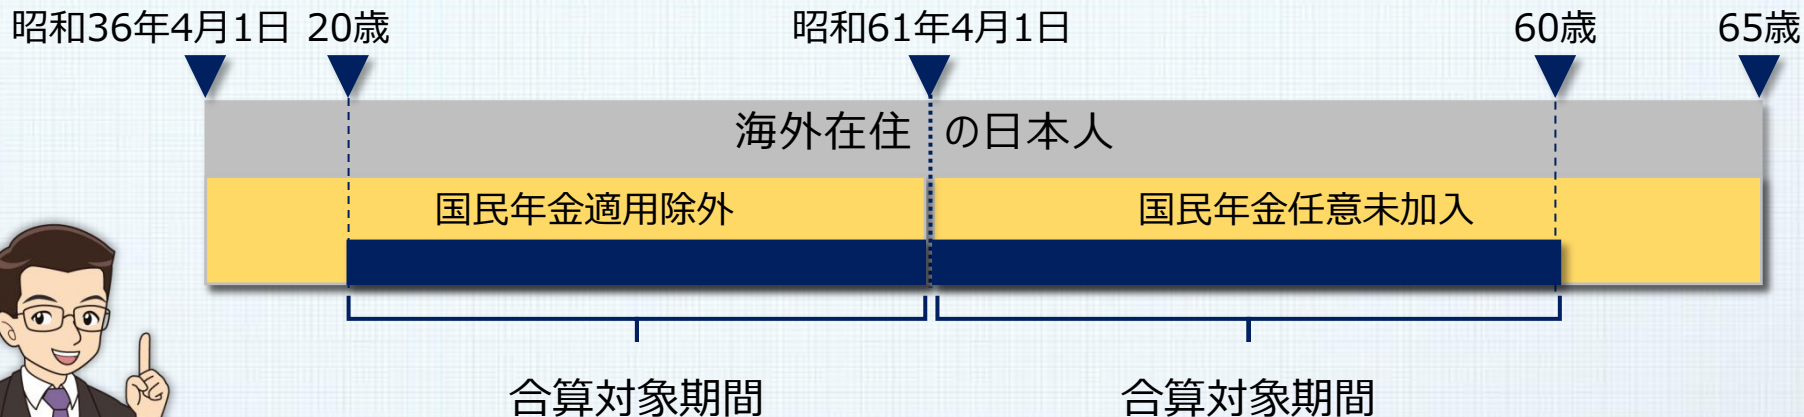 昭和36年4月1日 20歳 昭和61年4月1日 60歳 65歳
海外在住の日本人
国民年金適用除外 国民年金任意未加入
合算対象期間 合算対象期間